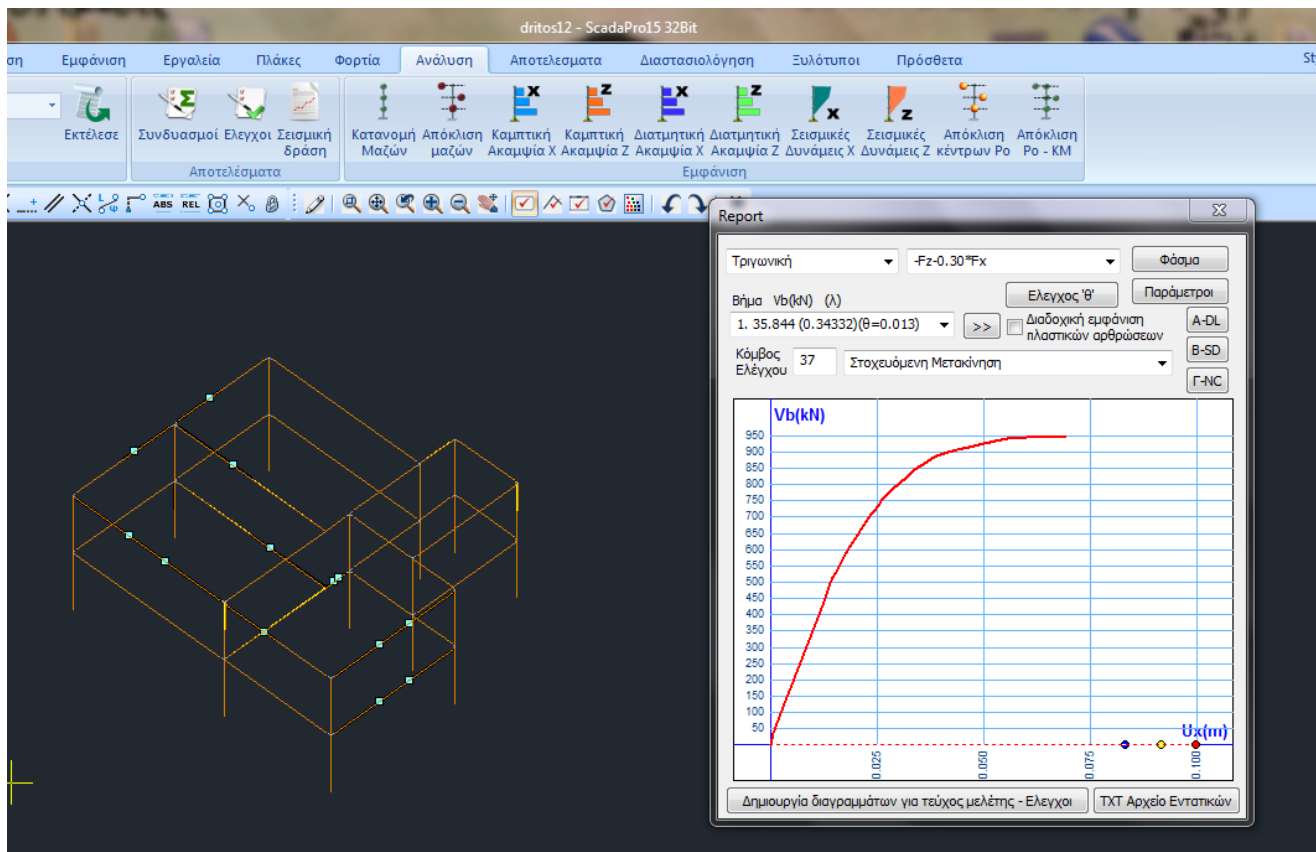 dritos12 - ScadaPro15 32Bit
ση Εμφάνιση Εργαλεία Πλάκες Φορτία Ανάλυση Αποτελεσματα Διαστασιολόγηση Ξυλότυποι Πρόσθετα St
Εκτέλεσε Συνδυασμοί Ελεγχοι Σεισμική δράση Κατανομή Μαζών Απόκλιση μαζών Καμπτική Ακαμψία X Καμπτική Ακαμψία Z Διατμητική Ακαμψία X Διατμητική Ακαμψία Z Σεισμικές Δυνάμεις X Σεισμικές Δυνάμεις Z Απόκλιση κέντρων Ρο Απόκλιση Ρο - ΚΜ
Αποτελέσματα Εμφάνιση
ABS REL
Report
Τριγωνική -Fz-0.30*Fx Φάσμα
Ελεγχος 'θ' Παράμετροι
Βήμα Vb(kN) (λ)
1. 35.844 (0.34332)(θ=0.013) >> Διαδοχική εμφάνιση πλαστικών αρθρώσεων A-DL
B-SD
Κόμβος Ελέγχου 37 Στοχευόμενη Μετακίνηση
Γ-NC
Vb(kN)
950
900
850
800
750
700
650
600
550
500
450
400
350
300
250
200
150
100
50
Ux(m)
0.025 0.050 0.075 0.100
Δημιουργία διαγραμμάτων για τεύχος μελέτης - Ελεγχοι TXT Αρχείο Εντατικών